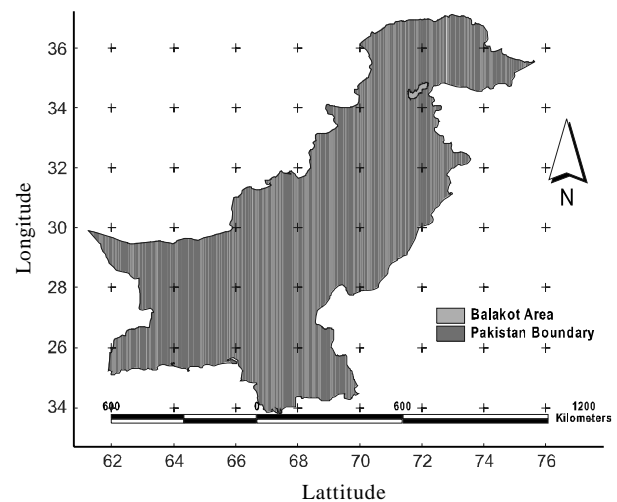 36
34
32
30
28
26
34
Longitude
N
Balakot Area
Pakistan Boundary
600 0 600 1200
Kilometers
62 64 66 68 70 72 74 76
Lattitude